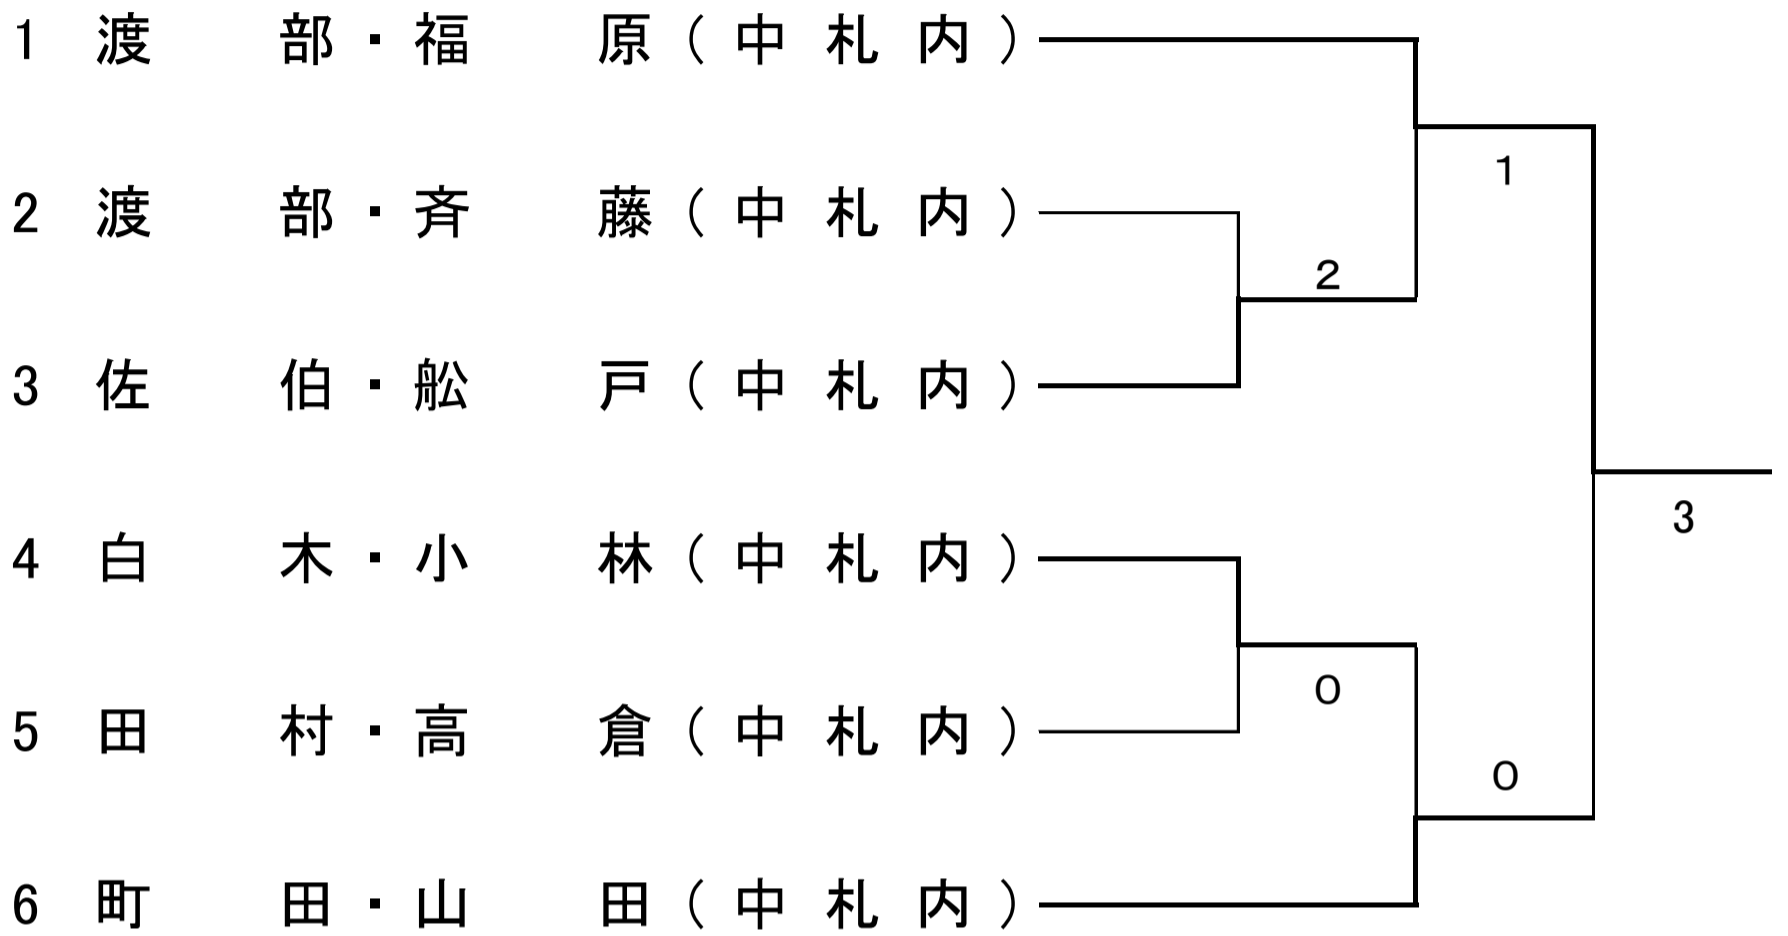 1 渡部・福原(中札内)
1
2 渡部・斉藤(中札内)
2
3 佐伯・舩戸(中札内)
3
4 白木・小林(中札内)
0
5 田村・高倉(中札内)
0
6 町田・山田(中札内)